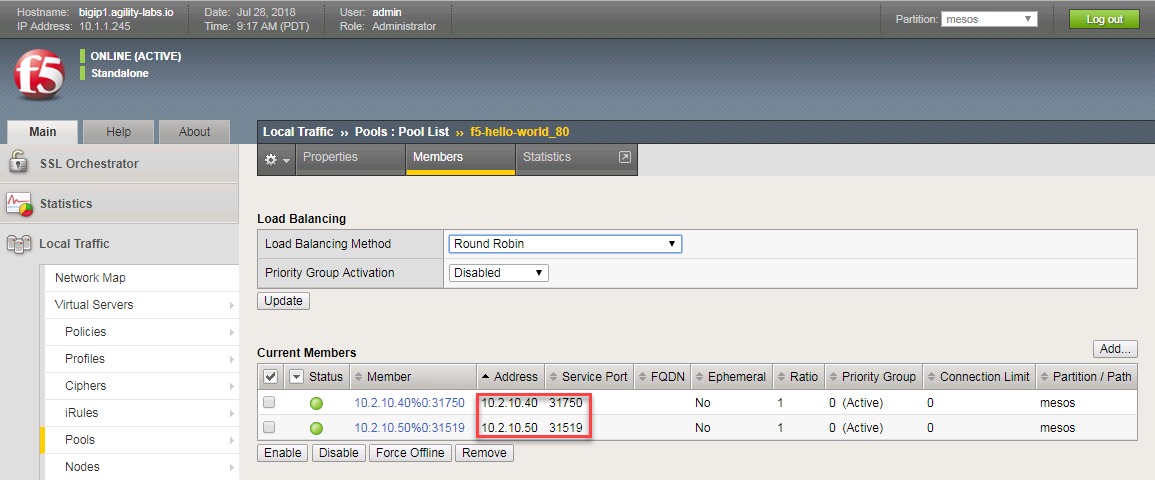 Hostname: bigip1.agility-labs.io Date: Jul 28, 2018 User: admin Partition: mesos Log out
IP Address: 10.1.1.245 Time: 9:17 AM (PDT) Role: Administrator
f5
ONLINE (ACTIVE)
Standalone
Main Help About
Local Traffic ›› Pools : Pool List ›› f5-hello-world_80
Properties Members Statistics
SSL Orchestrator
Statistics
Local Traffic
Network Map
Virtual Servers
Policies
Profiles
Ciphers
iRules
Pools
Nodes
Load Balancing
Load Balancing Method Round Robin
Priority Group Activation Disabled
Update
Current Members Add...
Status Member Address Service Port FQDN Ephemeral Ratio Priority Group Connection Limit Partition / Path
10.2.10.40%0:31750 10.2.10.40 31750 No 1 0 (Active) 0 mesos
10.2.10.50%0:31519 10.2.10.50 31519 No 1 0 (Active) 0 mesos
Enable Disable Force Offline Remove